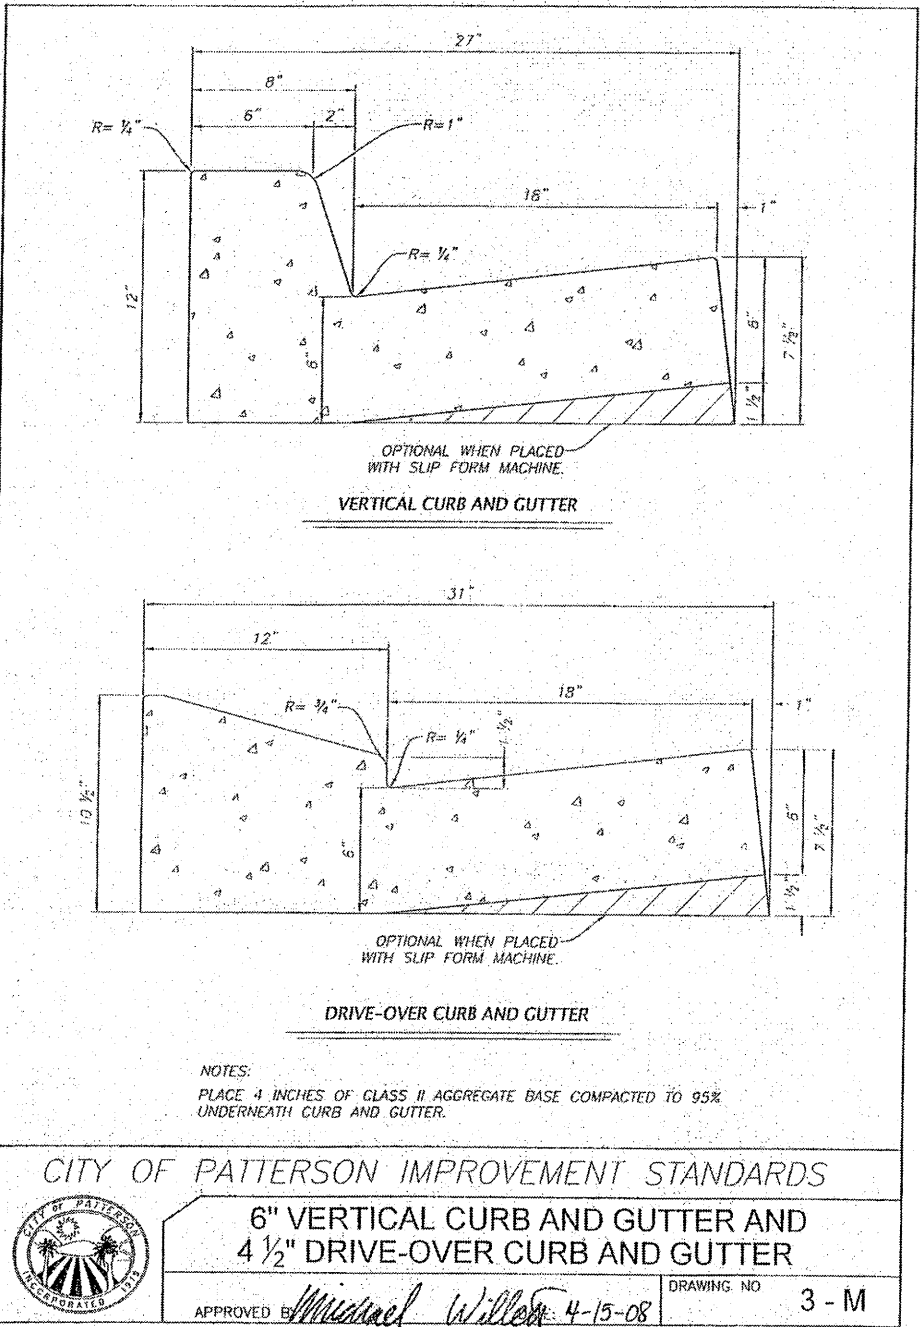 27"
8"
6" 2"
R= ¼" R=1"
18" 1"
R= ¼"
12"
6"
6"
7 ½"
1 ½"
OPTIONAL WHEN PLACED
WITH SLIP FORM MACHINE.
VERTICAL CURB AND GUTTER
31"
12"
18" 1"
R= ¾"
R= ¼" 1 ½"
10 ½"
6"
6"
7 ½"
1 ½"
OPTIONAL WHEN PLACED
WITH SLIP FORM MACHINE.
DRIVE-OVER CURB AND GUTTER
NOTES:
PLACE 4 INCHES OF CLASS II AGGREGATE BASE COMPACTED TO 95%
UNDERNEATH CURB AND GUTTER.
CITY OF PATTERSON IMPROVEMENT STANDARDS
CITY OF PATTERSON
INCORPORATED 1919
6" VERTICAL CURB AND GUTTER AND
4 ½" DRIVE-OVER CURB AND GUTTER
APPROVED BY Michael Willett 4-15-08
DRAWING NO 3 - M